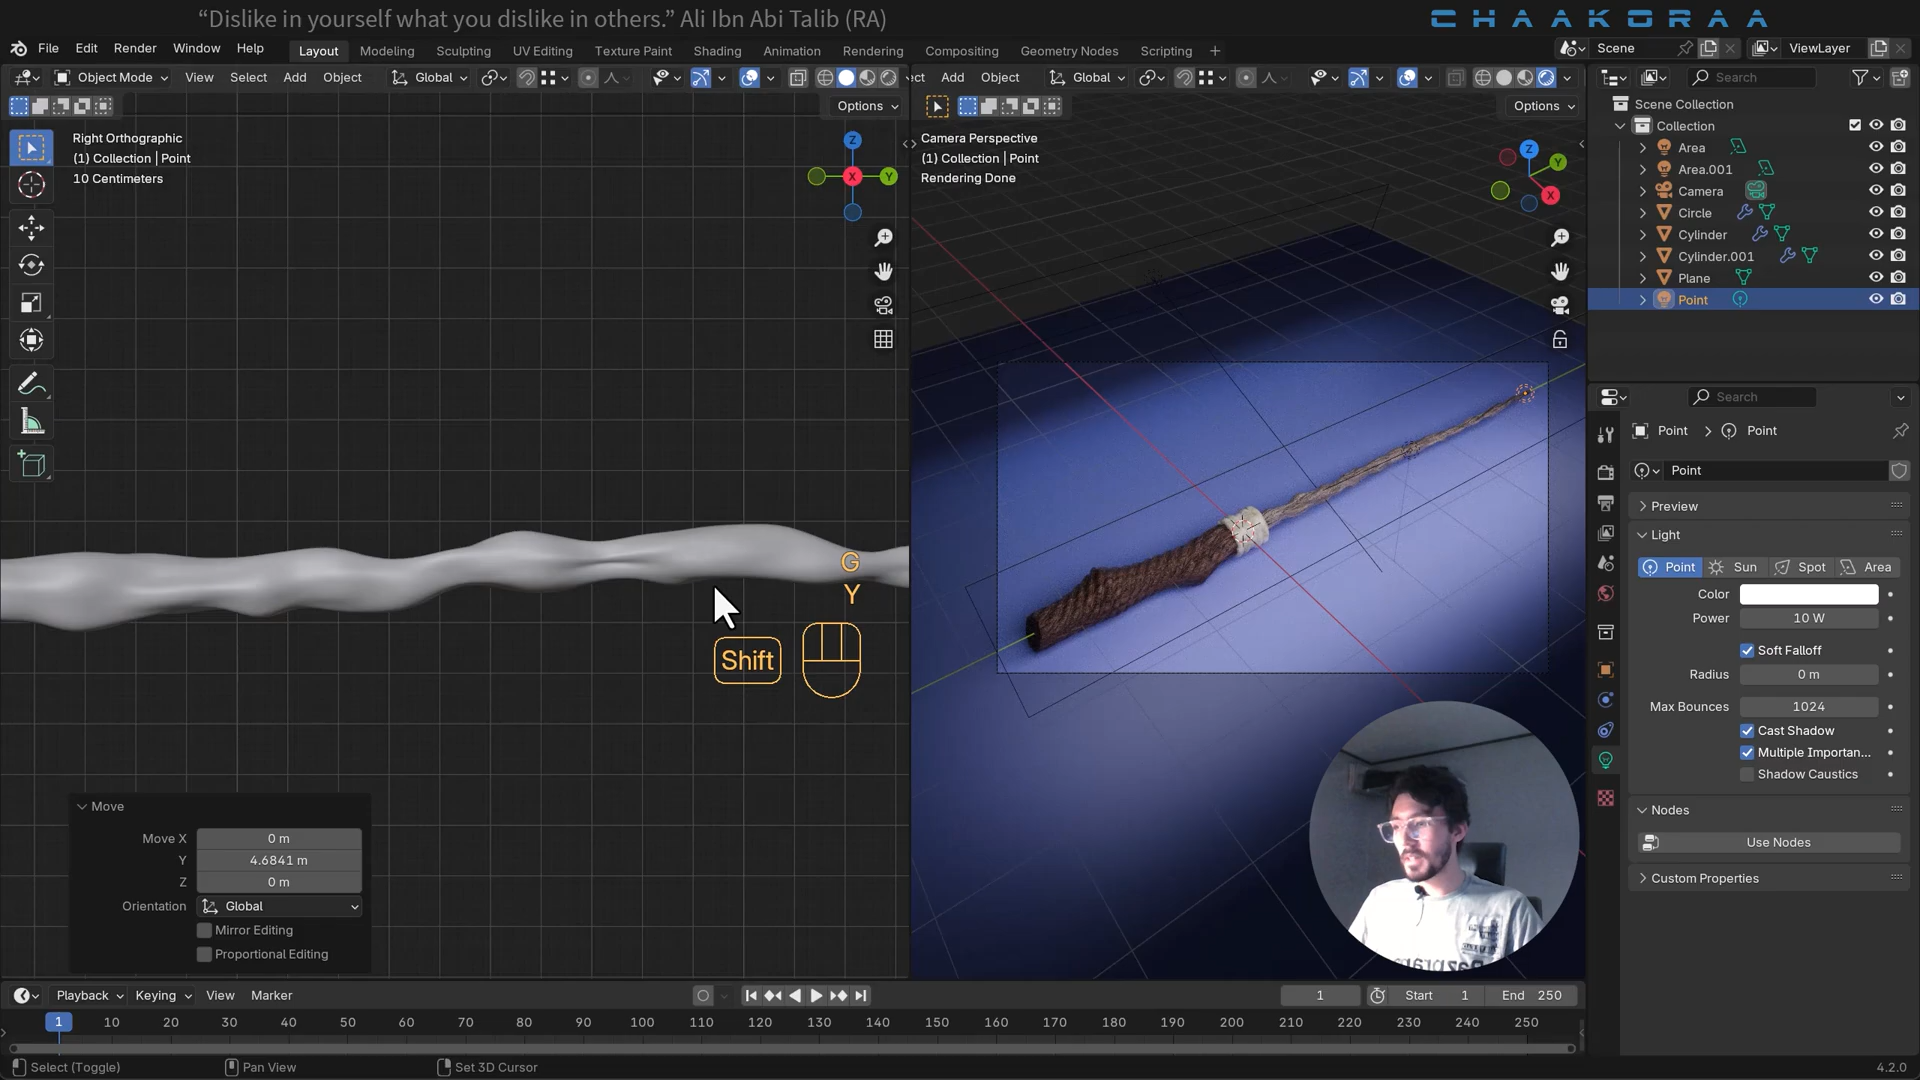 “Dislike in yourself what you dislike in others.” Ali Ibn Abi Talib (RA)
CHAAKORAA
File Edit Render Window Help
Layout Modeling Sculpting UV Editing Texture Paint Shading Animation Rendering Compositing Geometry Nodes Scripting +
Scene
ViewLayer
Object Mode View Select Add Object Global
ect Add Object Global
Search
Options
Options
Right Orthographic
(1) Collection | Point
10 Centimeters
Z
Y
X
Camera Perspective
(1) Collection | Point
Rendering Done
Z
Y
X
Scene Collection
Collection
Area
Area.001
Camera
Circle
Cylinder
Cylinder.001
Plane
Point
G
Y
Shift
Search
Point > Point
Point
Preview
Light
Point Sun Spot Area
Color
Power 10 W
Soft Falloff
Radius 0 m
Max Bounces 1024
Cast Shadow
Multiple Importan...
Shadow Caustics
Nodes
Use Nodes
Custom Properties
Move
Move X 0 m
Y 4.6841 m
Z 0 m
Orientation Global
Mirror Editing
Proportional Editing
Playback Keying View Marker
1 Start 1 End 250
1 10 20 30 40 50 60 70 80 90 100 110 120 130 140 150 160 170 180 190 200 210 220 230 240 250
Select (Toggle) Pan View Set 3D Cursor 4.2.0